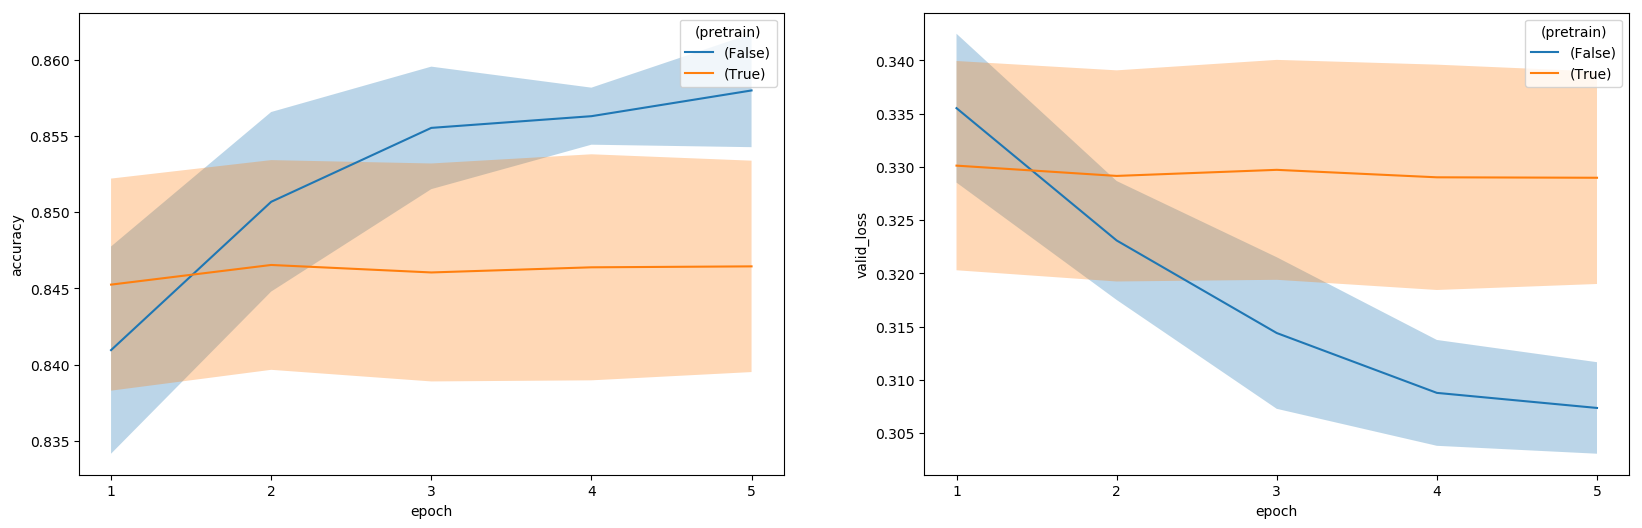 accuracy
0.860
0.855
0.850
0.845
0.840
0.835
1 2 3 4 5
epoch
(pretrain)
(False)
(True)
valid_loss
0.340
0.335
0.330
0.325
0.320
0.315
0.310
0.305
1 2 3 4 5
epoch
(pretrain)
(False)
(True)